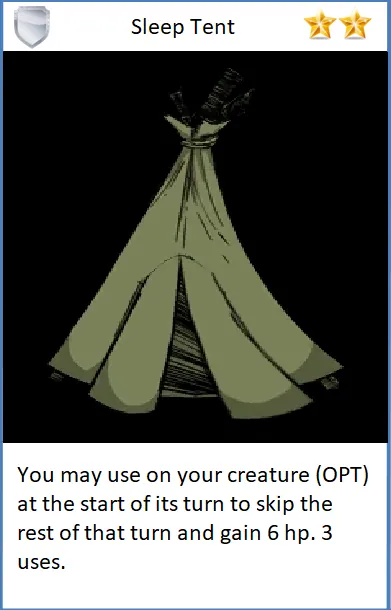 Sleep Tent
You may use on your creature (OPT)
at the start of its turn to skip the
rest of that turn and gain 6 hp. 3
uses.